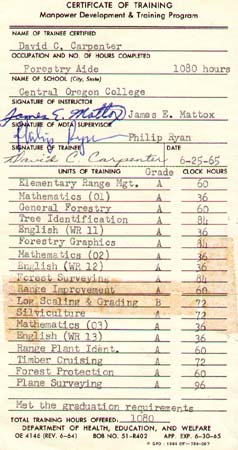 CERTIFICATE OF TRAINING
Manpower Development & Training Program
NAME OF TRAINEE CERTIFIED
David C. Carpenter
OCCUPATION AND NO. OF HOURS COMPLETED
Forestry Aide 1080 hours
NAME OF SCHOOL (City, State)
Central Oregon College
SIGNATURE OF INSTRUCTOR
James E. Mattox James E. Mattox
SIGNATURE OF MDTA SUPERVISOR
Philip Ryan Philip Ryan
SIGNATURE OF TRAINEE
David C. Carpenter 6-25-65
UNITS OF TRAINING Grade CLOCK HOURS
Elementary Range Mgt. A 60
Mathematics (01) A 36
General Forestry A 60
Tree Identification A 84
English (WR 11) A 36
Forestry Graphics A 84
Mathematics (02) A 36
English (WR 12) A 36
Forest Surveying A 84
Range Improvement A 60
Log Scaling & Grading B 72
Silviculture A 72
Mathematics (03) A 36
English (WR 13) A 36
Range Plant Ident. A 60
Timber Cruising A 72
Forest Protection A 60
Plane Surveying A 96
Met the graduation requirements
TOTAL TRAINING HOURS OFFERED: 1080
DEPARTMENT OF HEALTH, EDUCATION, AND WELFARE
OE 4146 (REV. 6-64) BOB NO. 51-R402 APP. EXP. 6-30-65